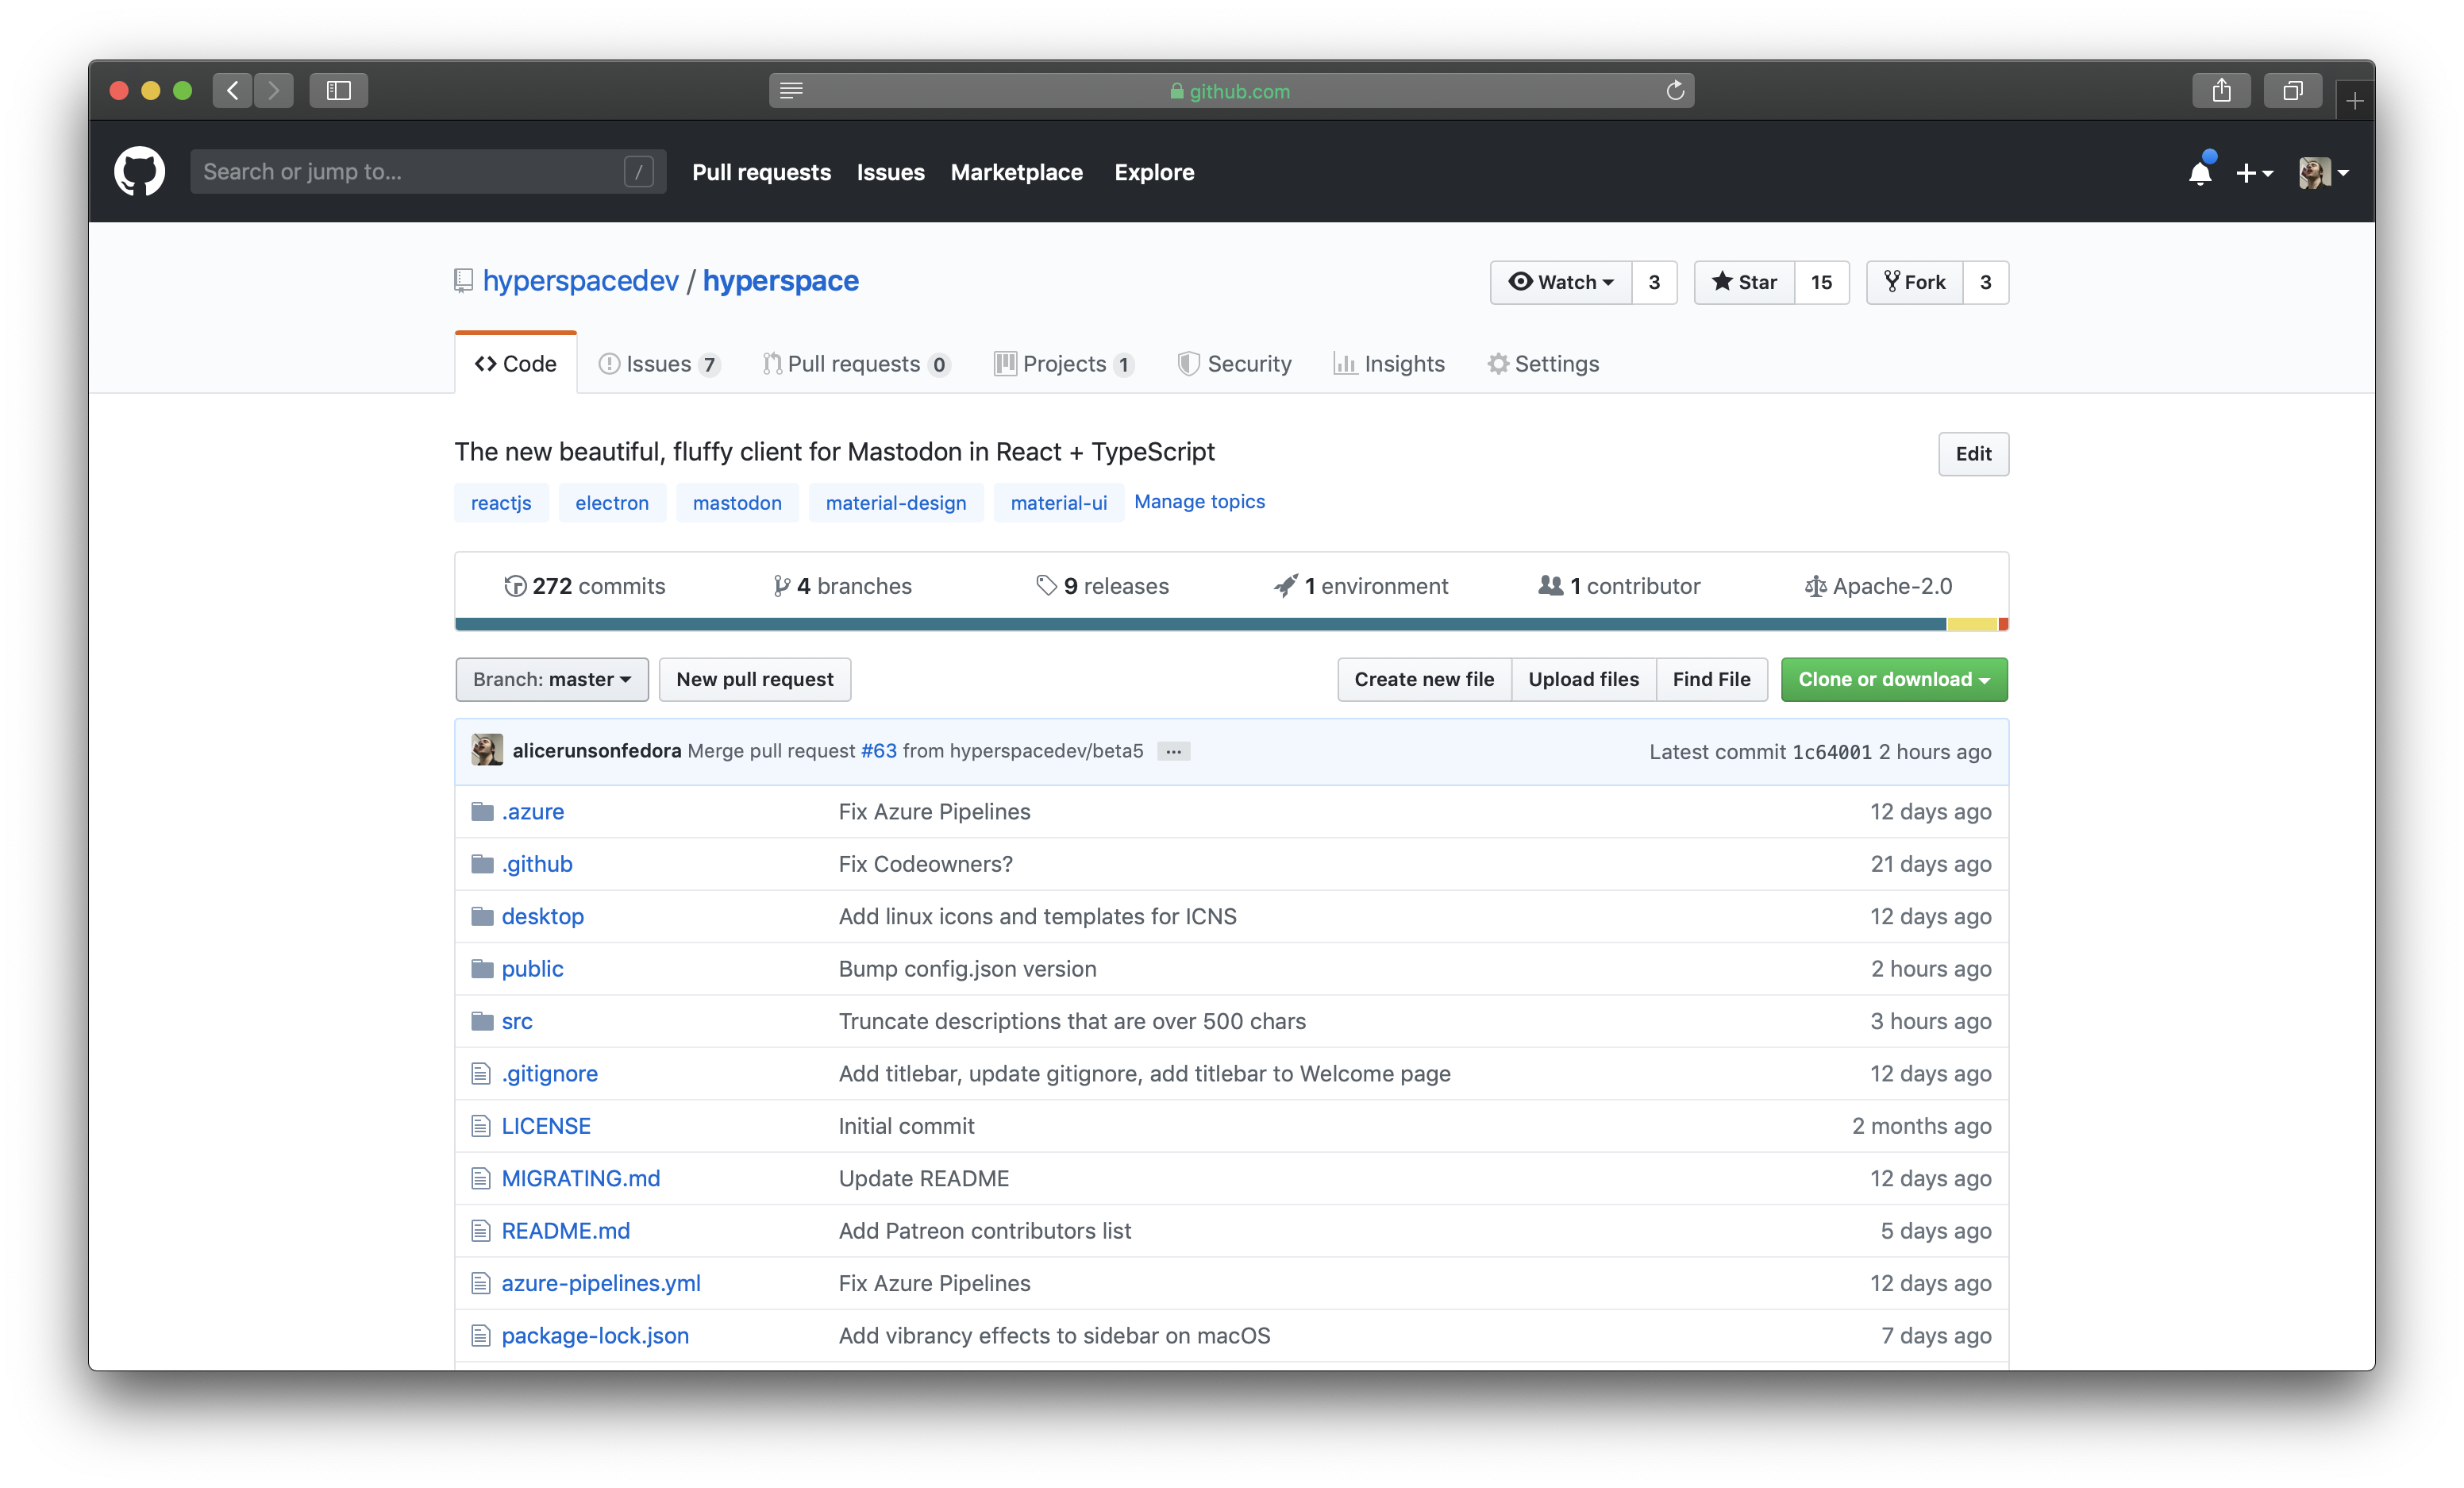 github.com
Search or jump to... / Pull requests Issues Marketplace Explore
hyperspacedev / hyperspace Watch 3 Star 15 Fork 3
Code Issues 7 Pull requests 0 Projects 1 Security Insights Settings
The new beautiful, fluffy client for Mastodon in React + TypeScript Edit
reactjs electron mastodon material-design material-ui Manage topics
272 commits 4 branches 9 releases 1 environment 1 contributor Apache-2.0
Branch: master New pull request Create new file Upload files Find File Clone or download
alicerunsonfedora Merge pull request #63 from hyperspacedev/beta5 ... Latest commit 1c64001 2 hours ago
.azure Fix Azure Pipelines 12 days ago
.github Fix Codeowners? 21 days ago
desktop Add linux icons and templates for ICNS 12 days ago
public Bump config.json version 2 hours ago
src Truncate descriptions that are over 500 chars 3 hours ago
.gitignore Add titlebar, update gitignore, add titlebar to Welcome page 12 days ago
LICENSE Initial commit 2 months ago
MIGRATING.md Update README 12 days ago
README.md Add Patreon contributors list 5 days ago
azure-pipelines.yml Fix Azure Pipelines 12 days ago
package-lock.json Add vibrancy effects to sidebar on macOS 7 days ago